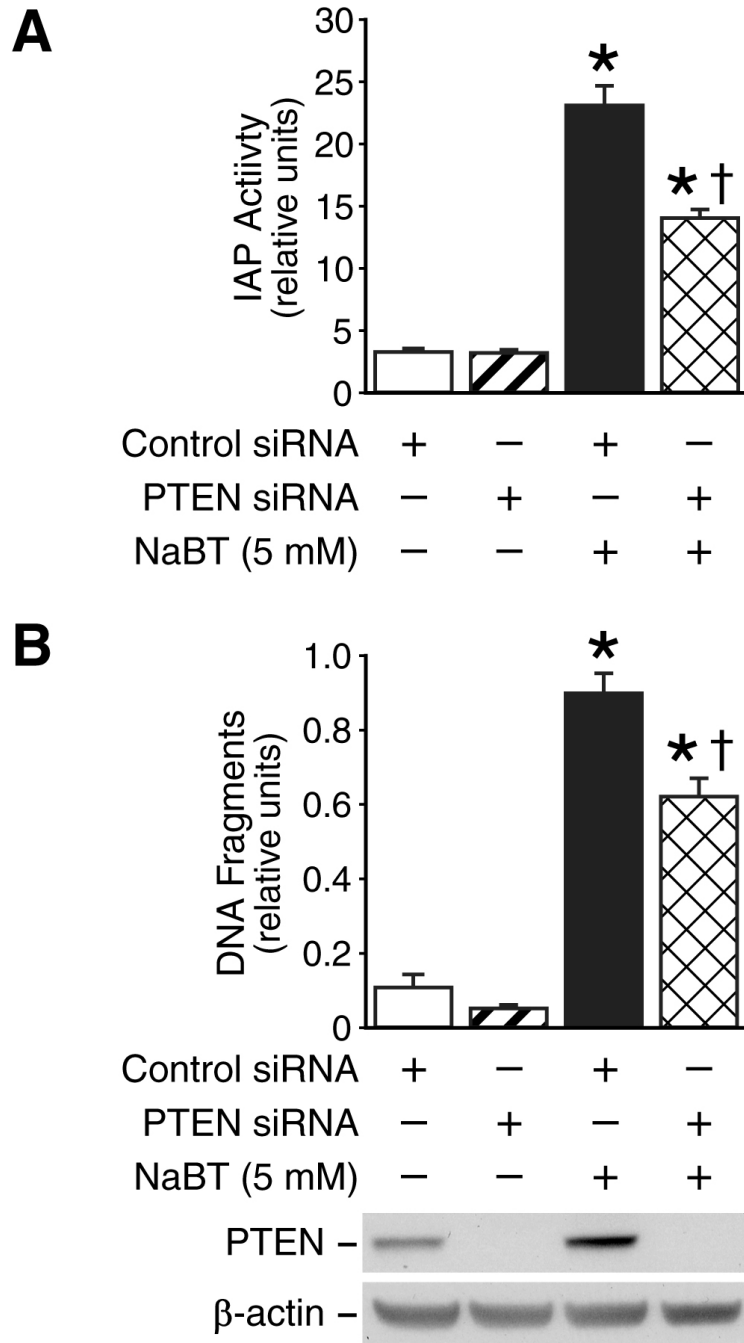 A
30
25
20
15
10
5
0
IAP Actiivty
(relative units)
*
* †
Control siRNA + – + –
PTEN siRNA – + – +
NaBT (5 mM) – – + +
B
1.0
0.8
0.6
0.4
0.2
0
DNA Fragments
(relative units)
*
* †
Control siRNA + – + –
PTEN siRNA – + – +
NaBT (5 mM) – – + +
PTEN –
β-actin –